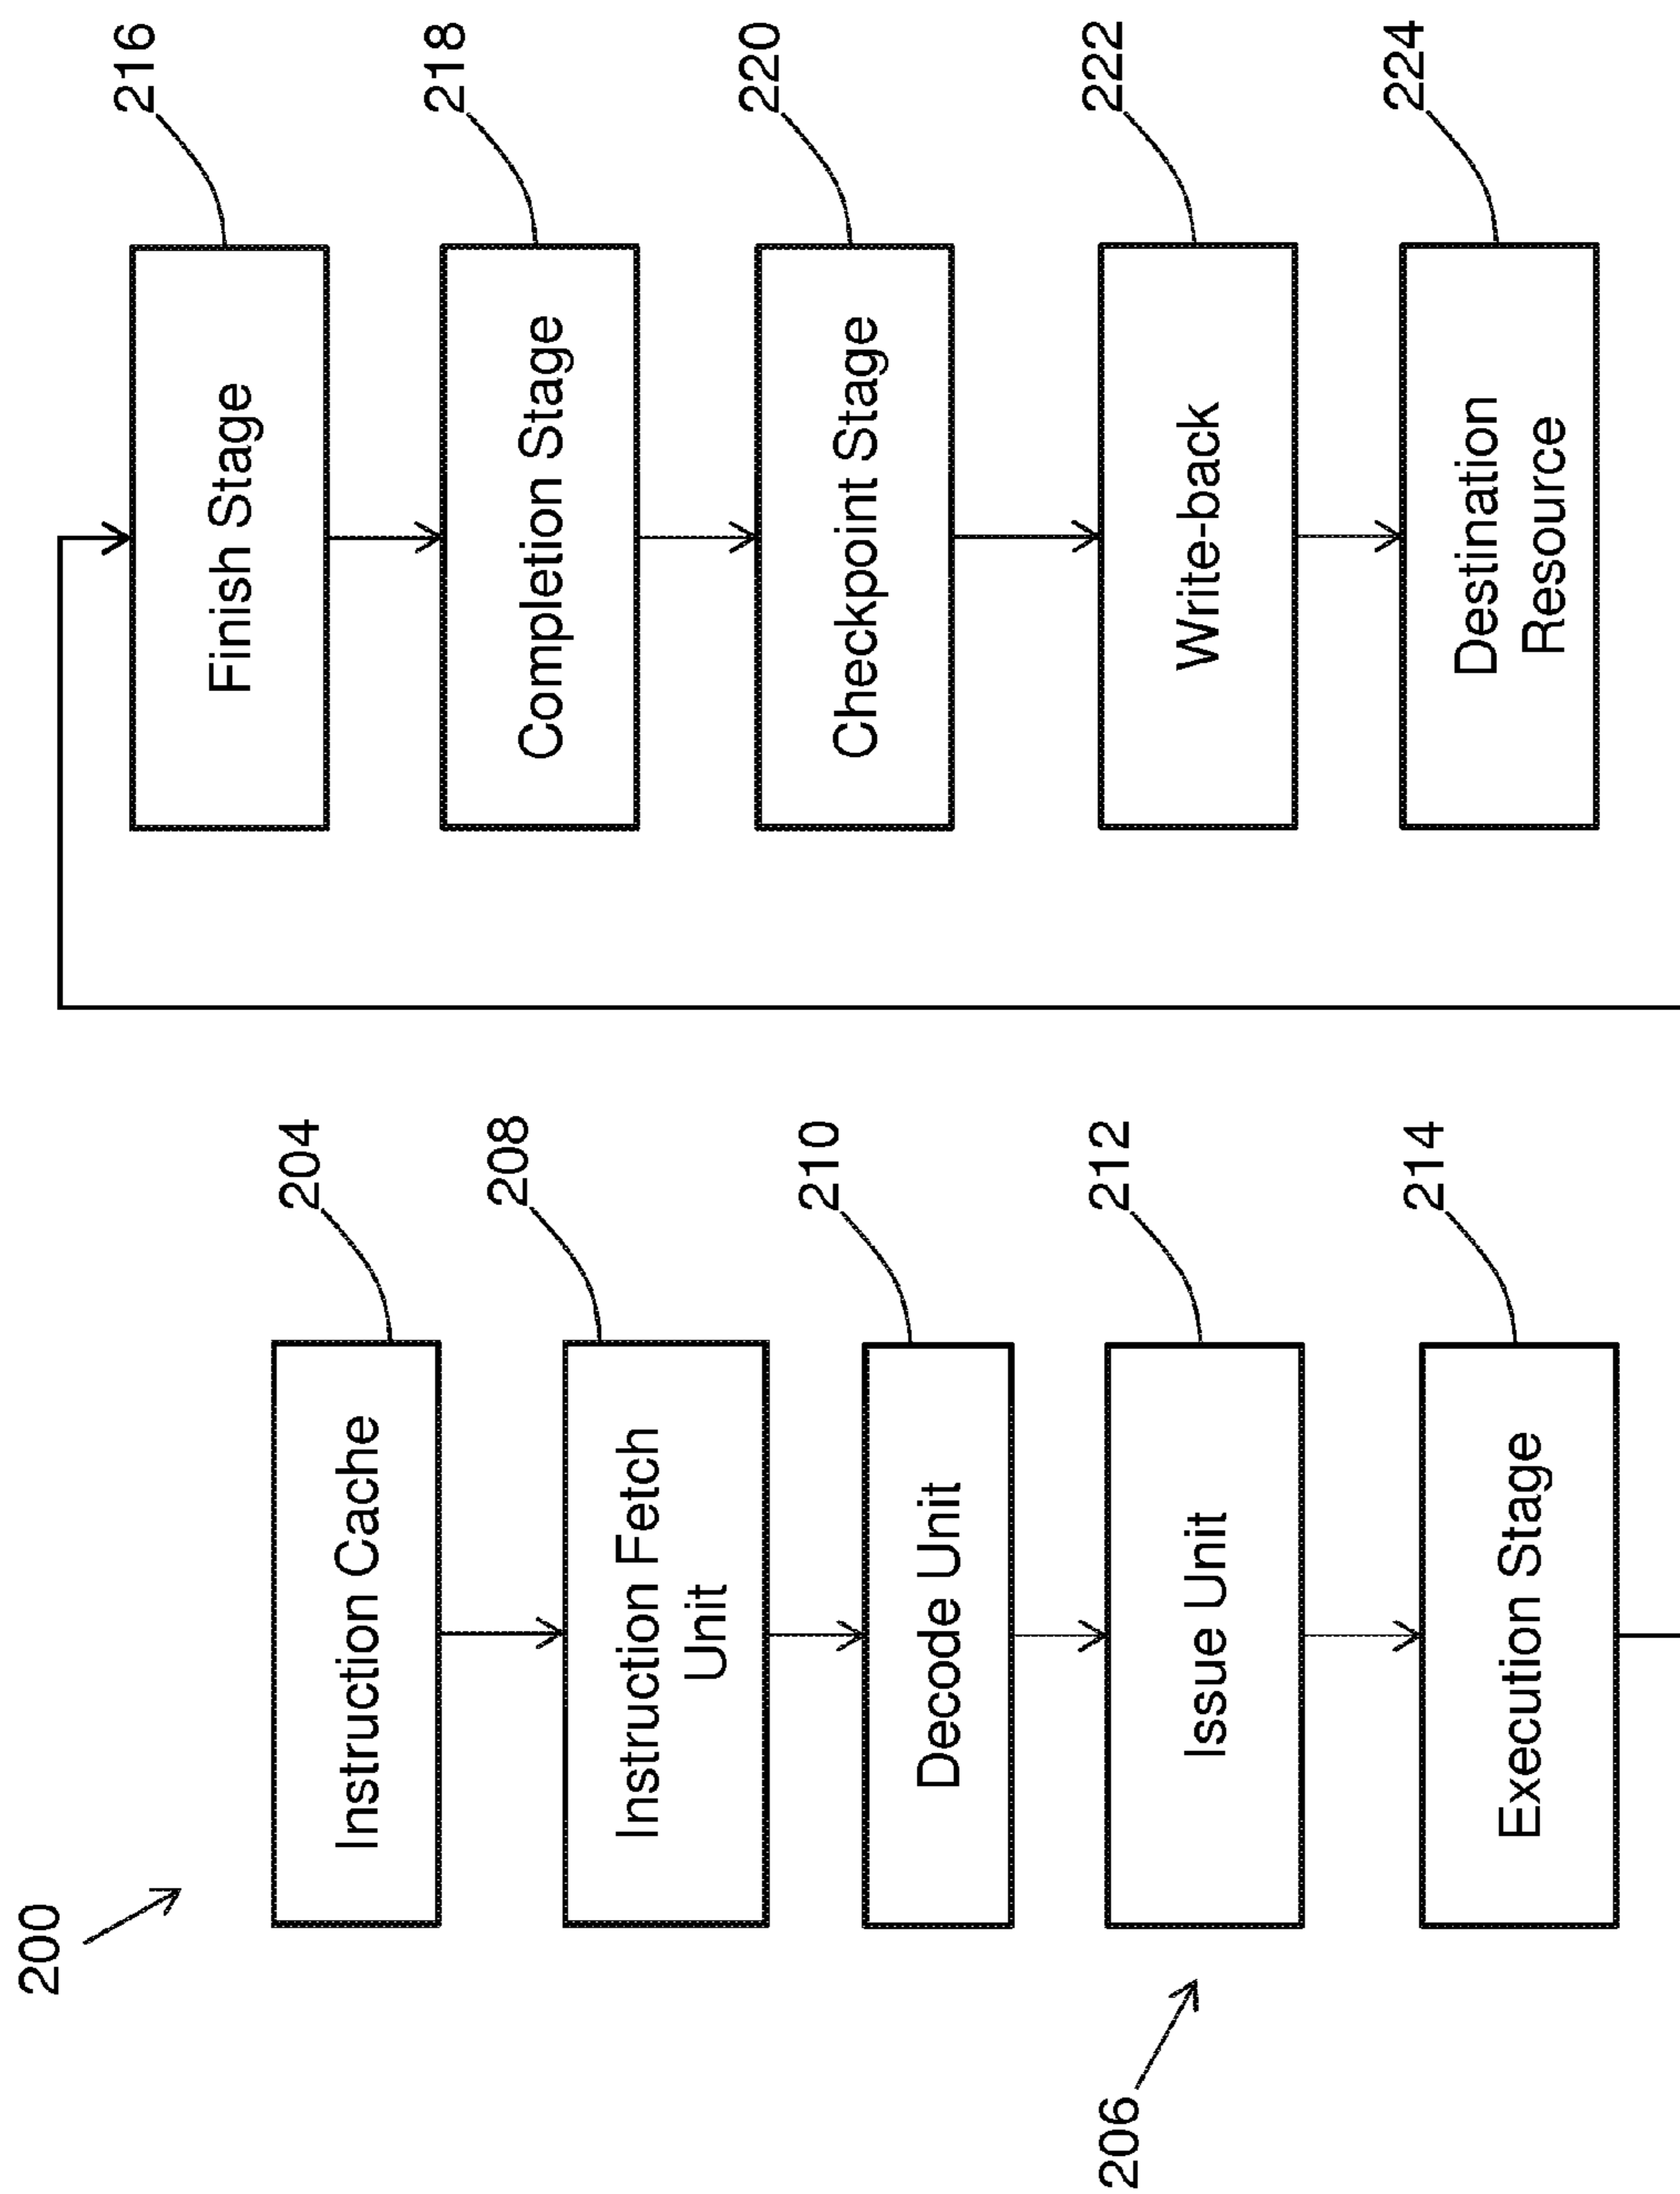 200
Instruction Cache
204
Instruction Fetch
Unit
208
Decode Unit
210
206
Issue Unit
212
Execution Stage
214
Finish Stage
216
Completion Stage
218
Checkpoint Stage
220
Write-back
222
Destination
Resource
224